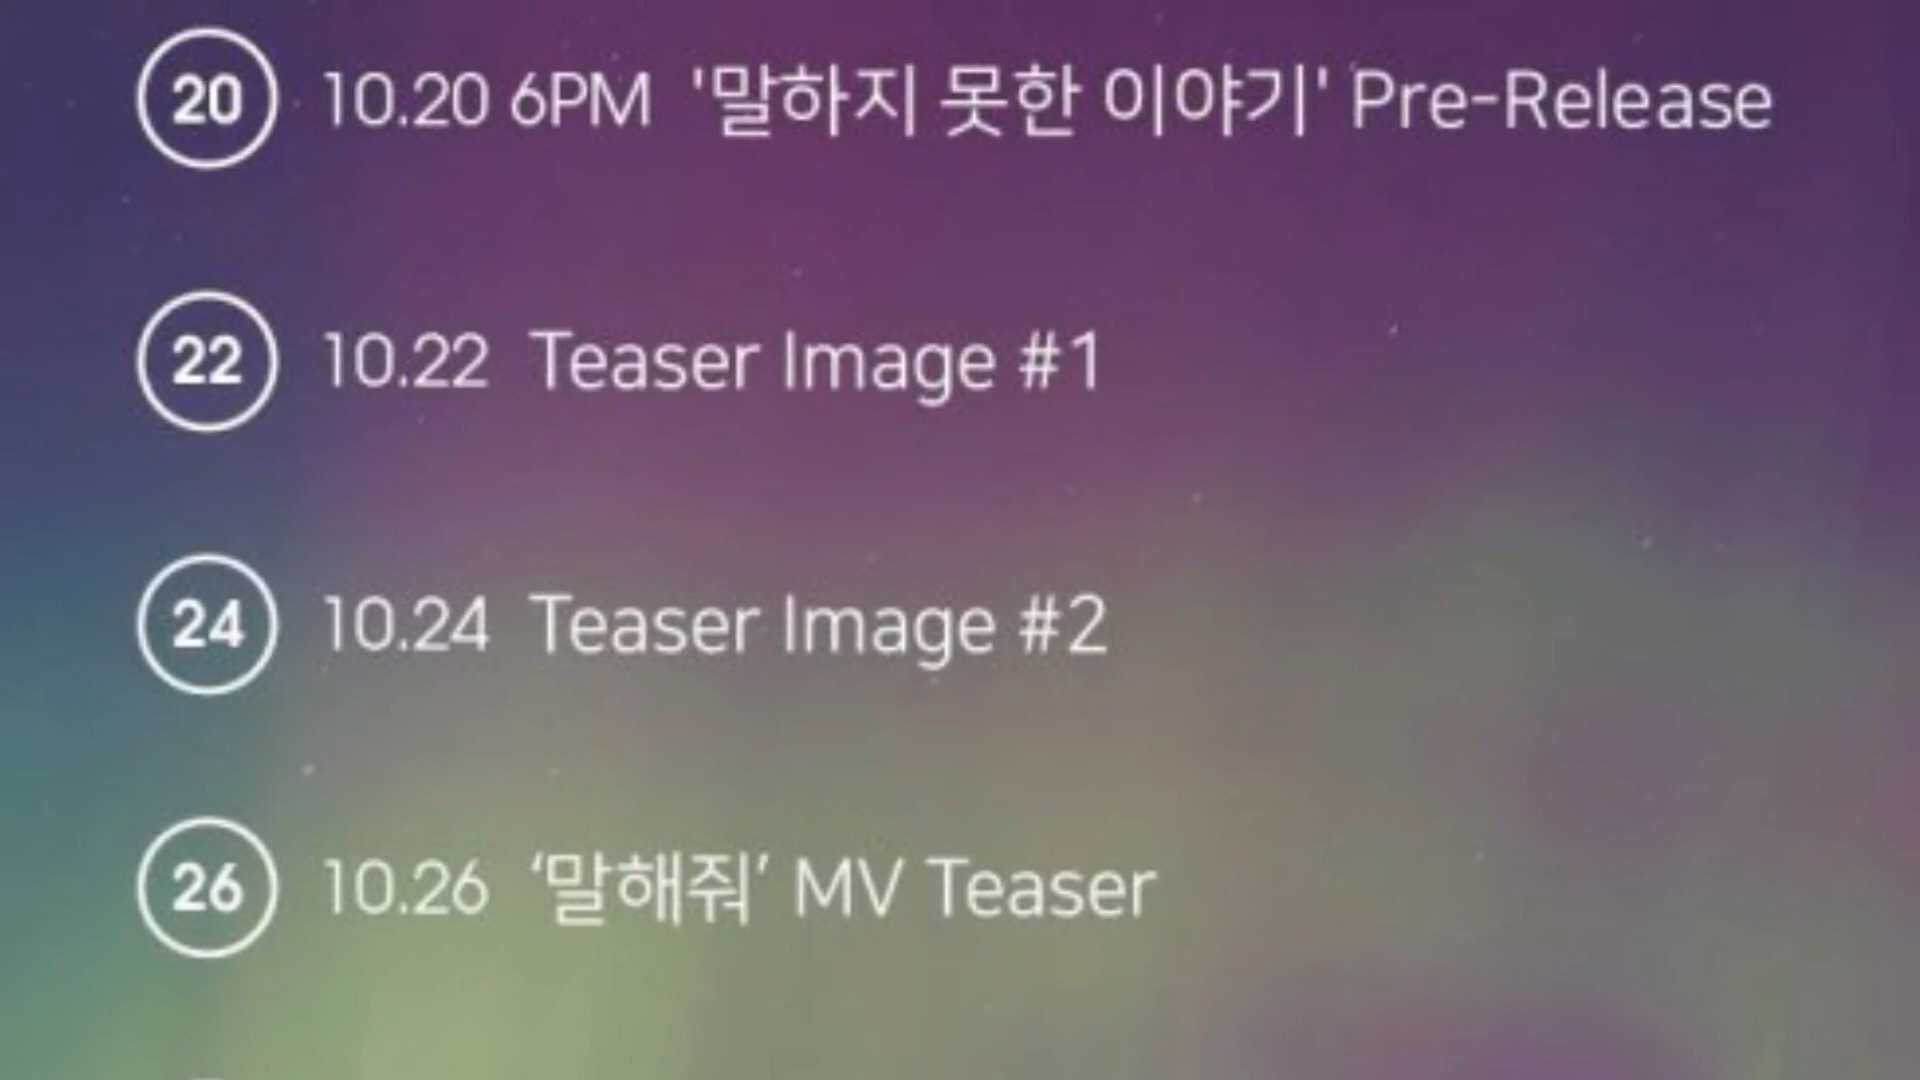 20 10.20 6PM '말하지 못한 이야기' Pre-Release
22 10.22 Teaser Image #1
24 10.24 Teaser Image #2
26 10.26 ‘말해줘’ MV Teaser